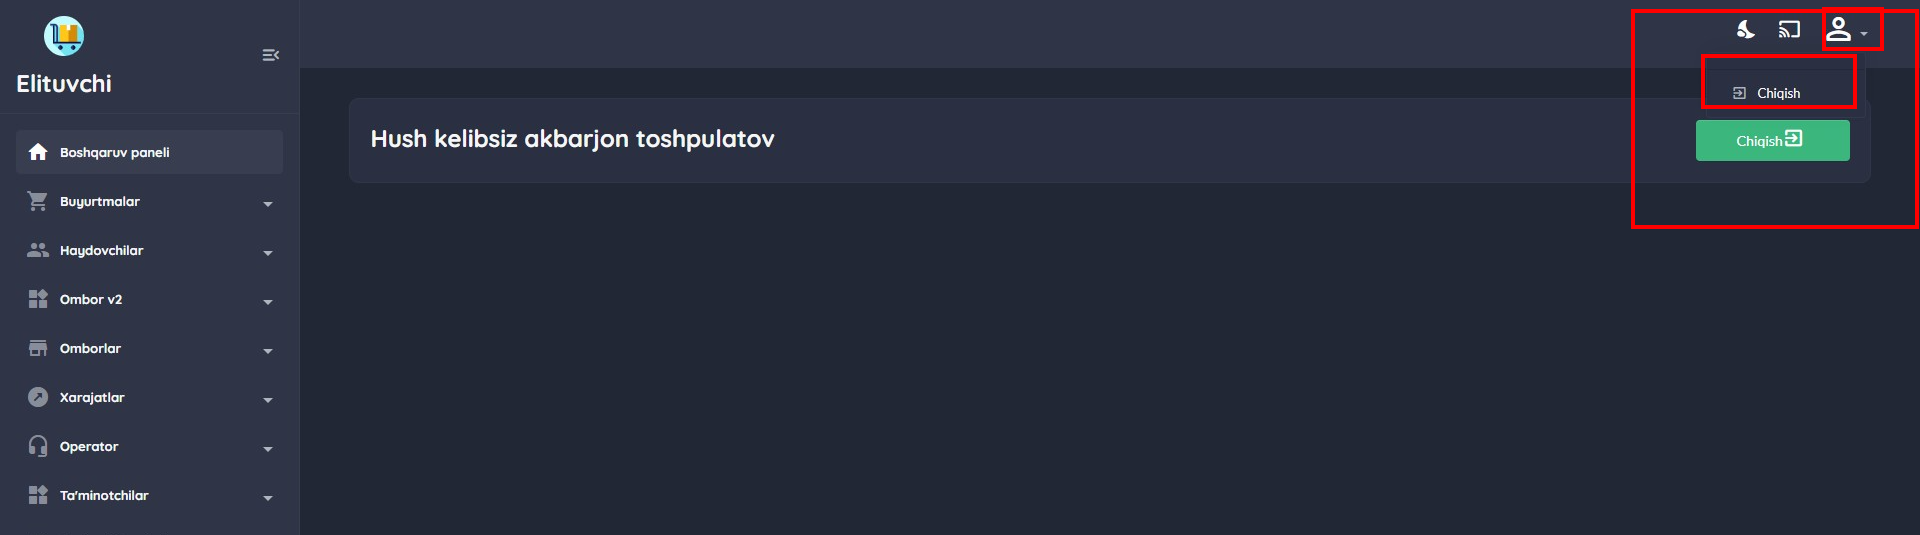 Elituvchi
Boshqaruv paneli
Buyurtmalar
Haydovchilar
Ombor v2
Omborlar
Xarajatlar
Operator
Ta'minotchilar
Chiqish
Hush kelibsiz akbarjon toshpulatov
Chiqish